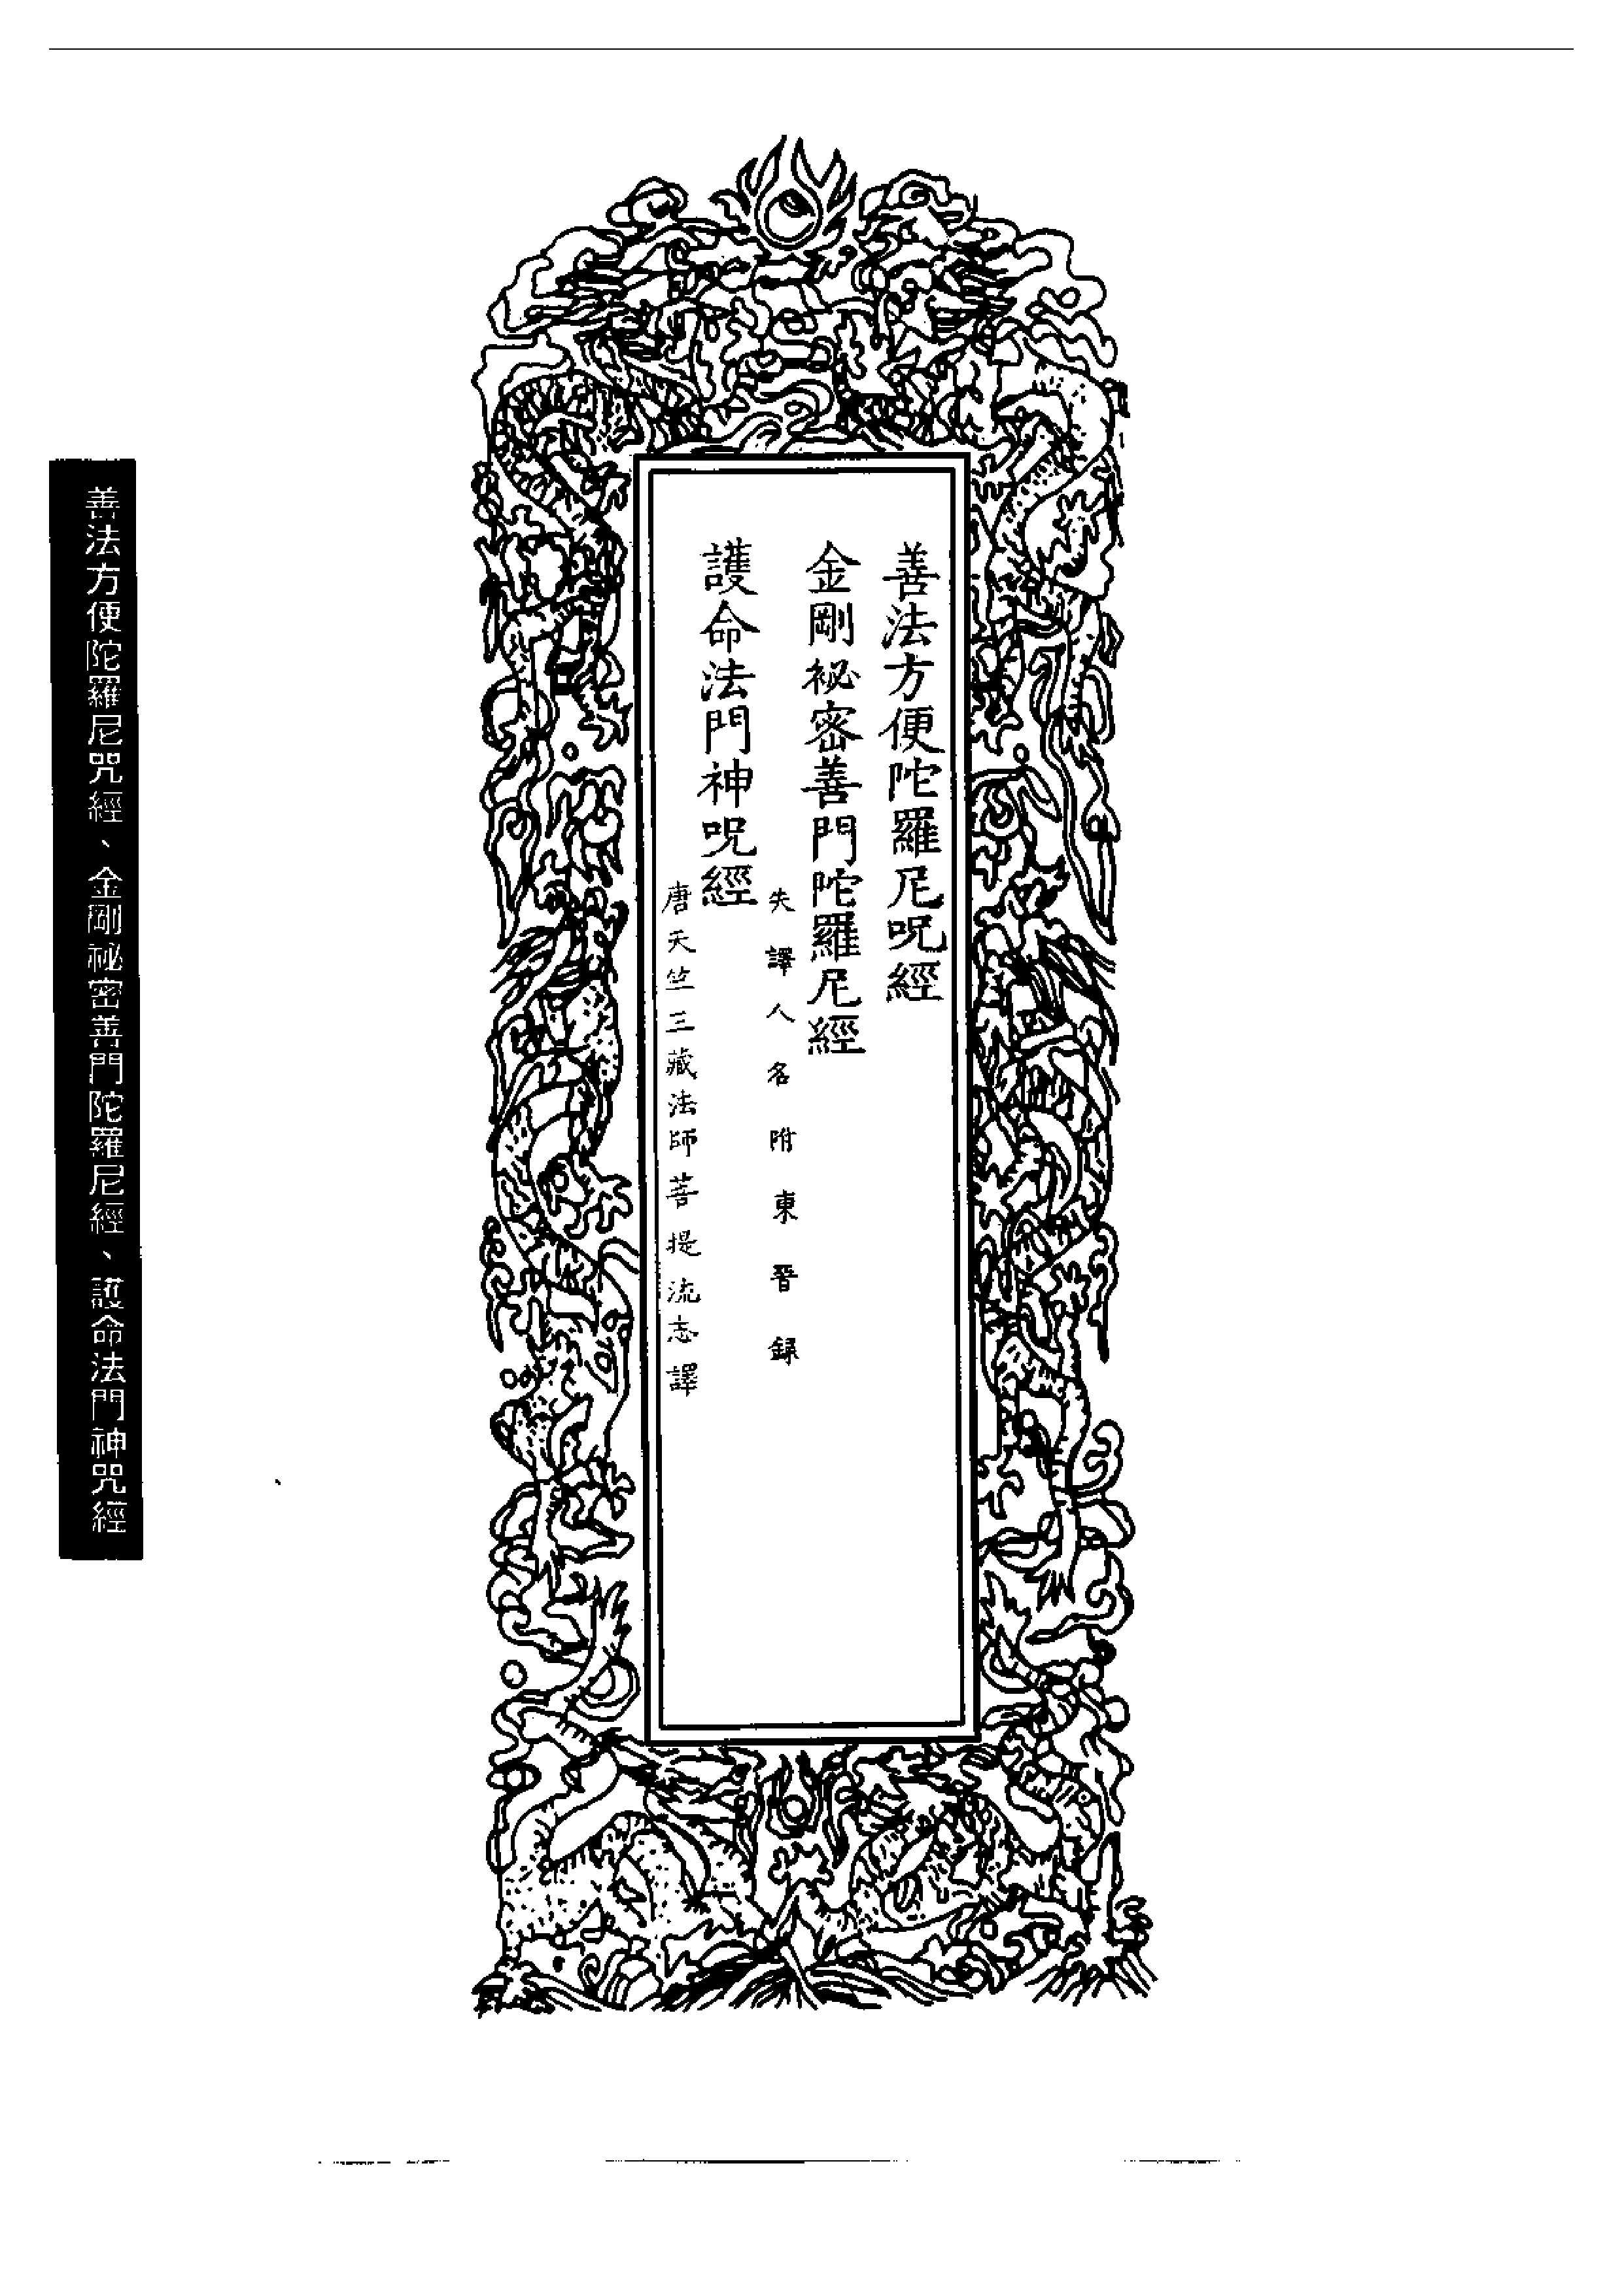 善法方便陀羅尼呪經
金剛祕密善門陀羅尼經
失譯人名附東晉録
護命法門神呪經
唐天竺三藏法師菩提流志譯
善法方便陀羅尼咒經、金剛祕密善門陀羅尼經、護命法門神咒經